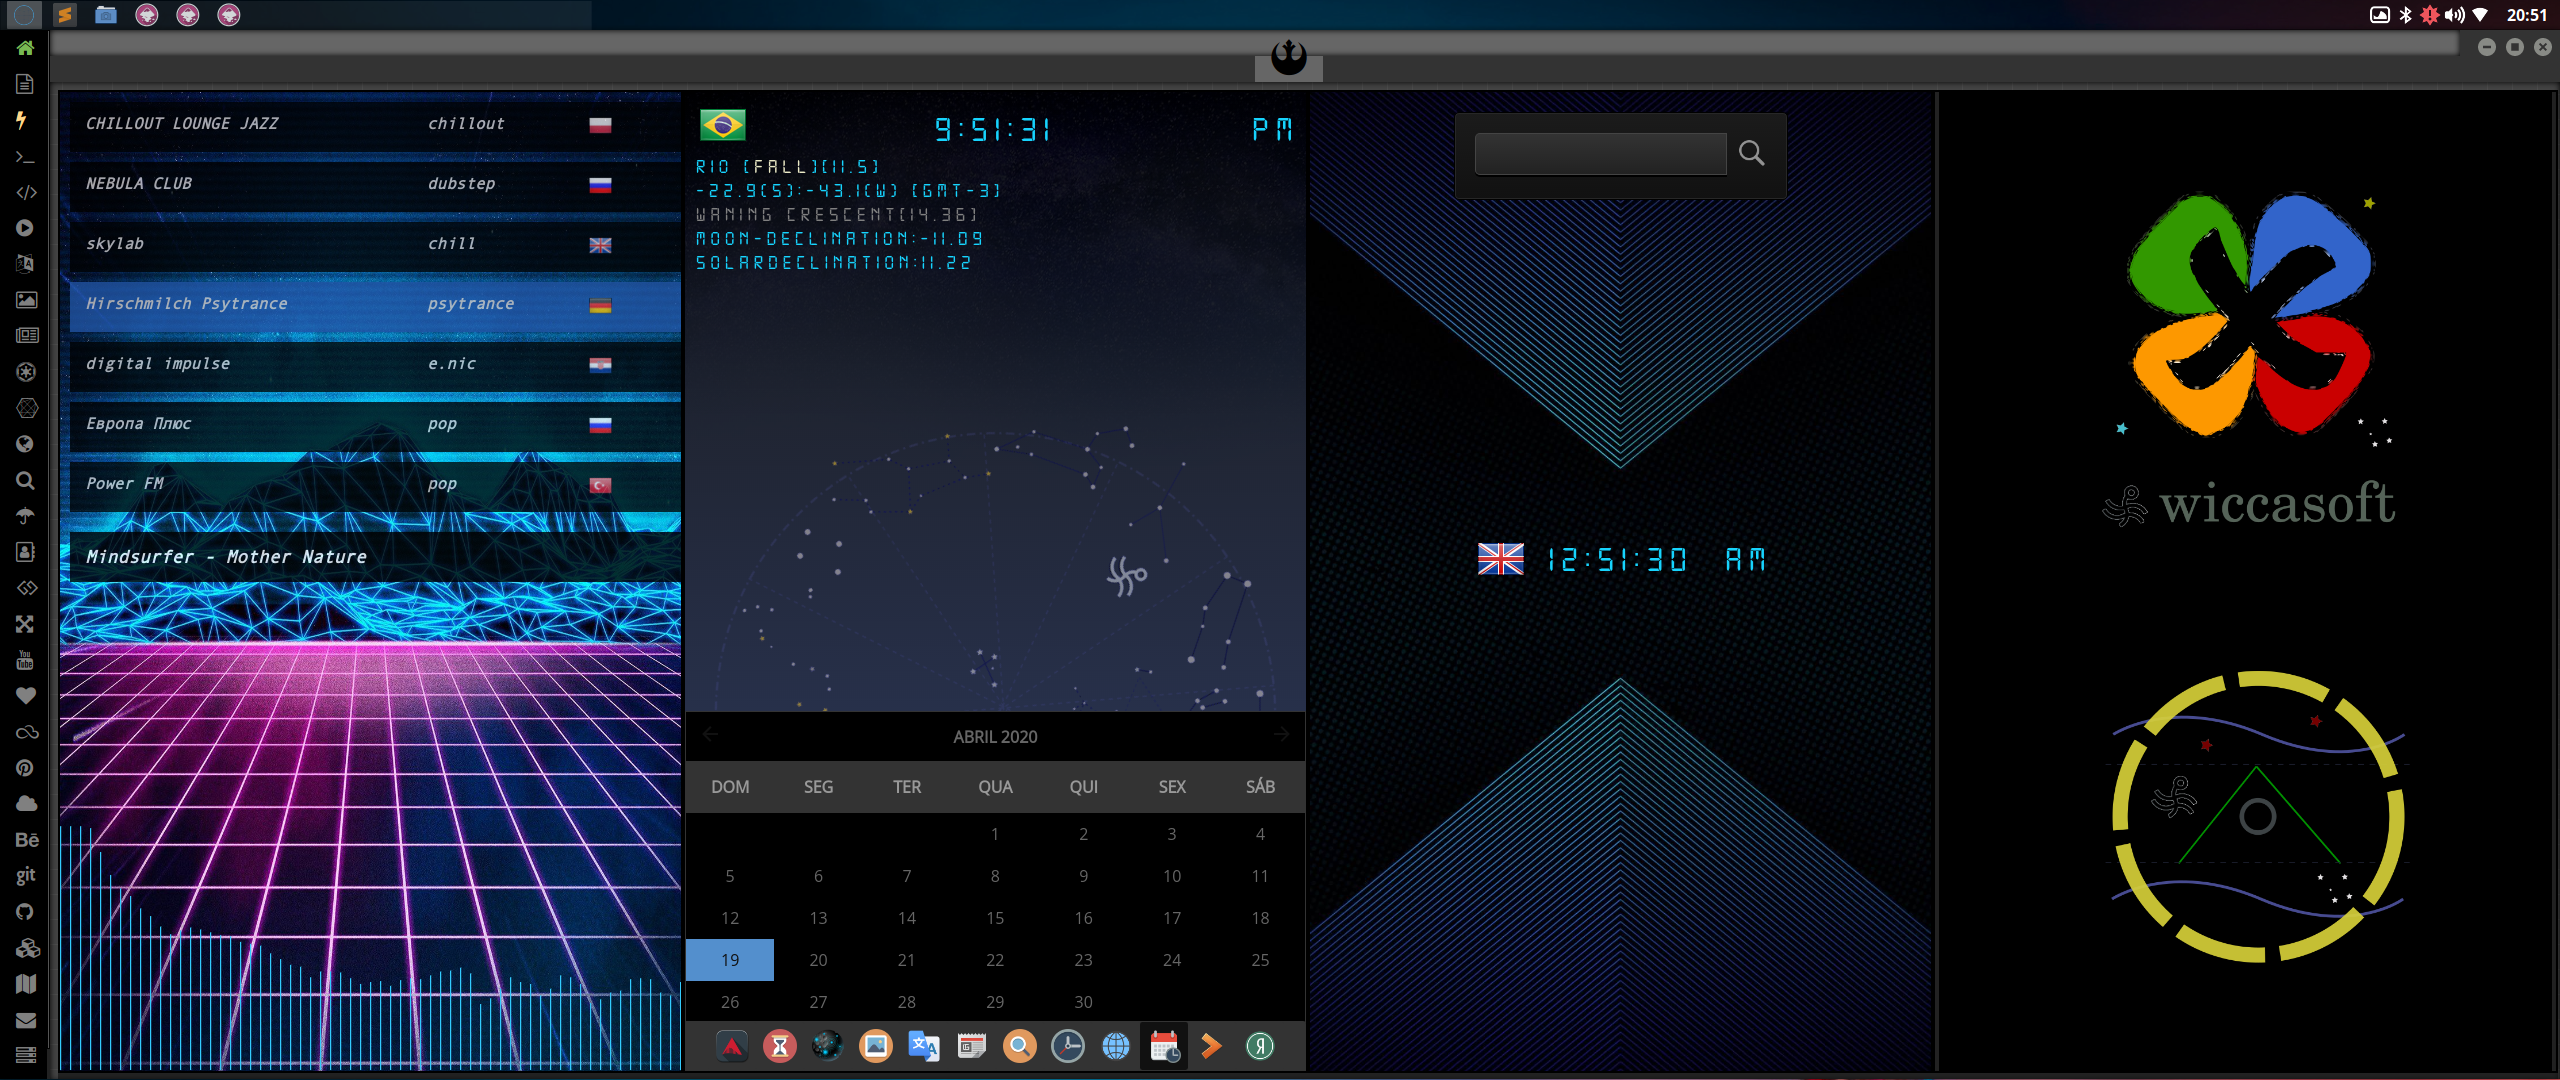 20:51
CHILLOUT LOUNGE JAZZ chillout
NEBULA CLUB dubstep
skylab chill
Hirschmilch Psytrance psytrance
digital impulse e.nic
Европа Плюс pop
Power FM pop
Mindsurfer - Mother Nature
You Tube
Bē
git
9:51:31 PM
RIO [FALL][11.5]
-22.9(S):-43.1(W) [GMT-3]
WANING CRESCENT[14.36]
MOON-DECLINATION:-11.09
SOLARDECLINATION:11.22
ABRIL 2020
DOM SEG TER QUA QUI SEX SÁB
1 2 3 4
5 6 7 8 9 10 11
12 13 14 15 16 17 18
19 20 21 22 23 24 25
26 27 28 29 30
文 A
Я
12:51:30 AM
wiccasoft